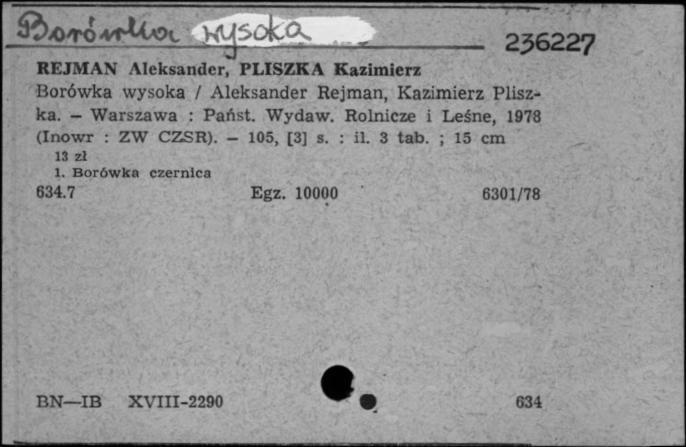 Borówka wysoka
236227
REJMAN Aleksander, PLISZKA Kazimierz
Borówka wysoka / Aleksander Rejman, Kazimierz Plisz-
ka. — Warszawa : Państ. Wydaw. Rolnicze i Leśne, 1978
(Inowr : ZW CZSR). — 105, [3] s. : il. 3 tab. ; 15 cm
13 zł
1. Borówka czernica
634.7 Egz. 10000 6301/78
BN—IB XVIII-2290 634